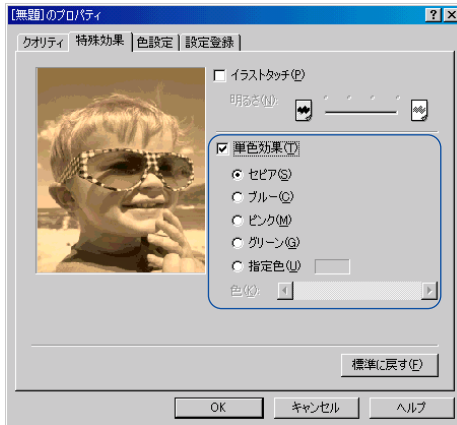 [無題]のプロパティ
クオリティ 特殊効果 色設定 設定登録
イラストタッチ(P)
明るさ(N):
単色効果(T)
セピア(S)
ブルー(C)
ピンク(M)
グリーン(G)
指定色(U)
色(K):
標準に戻す(F)
OK キャンセル ヘルプ